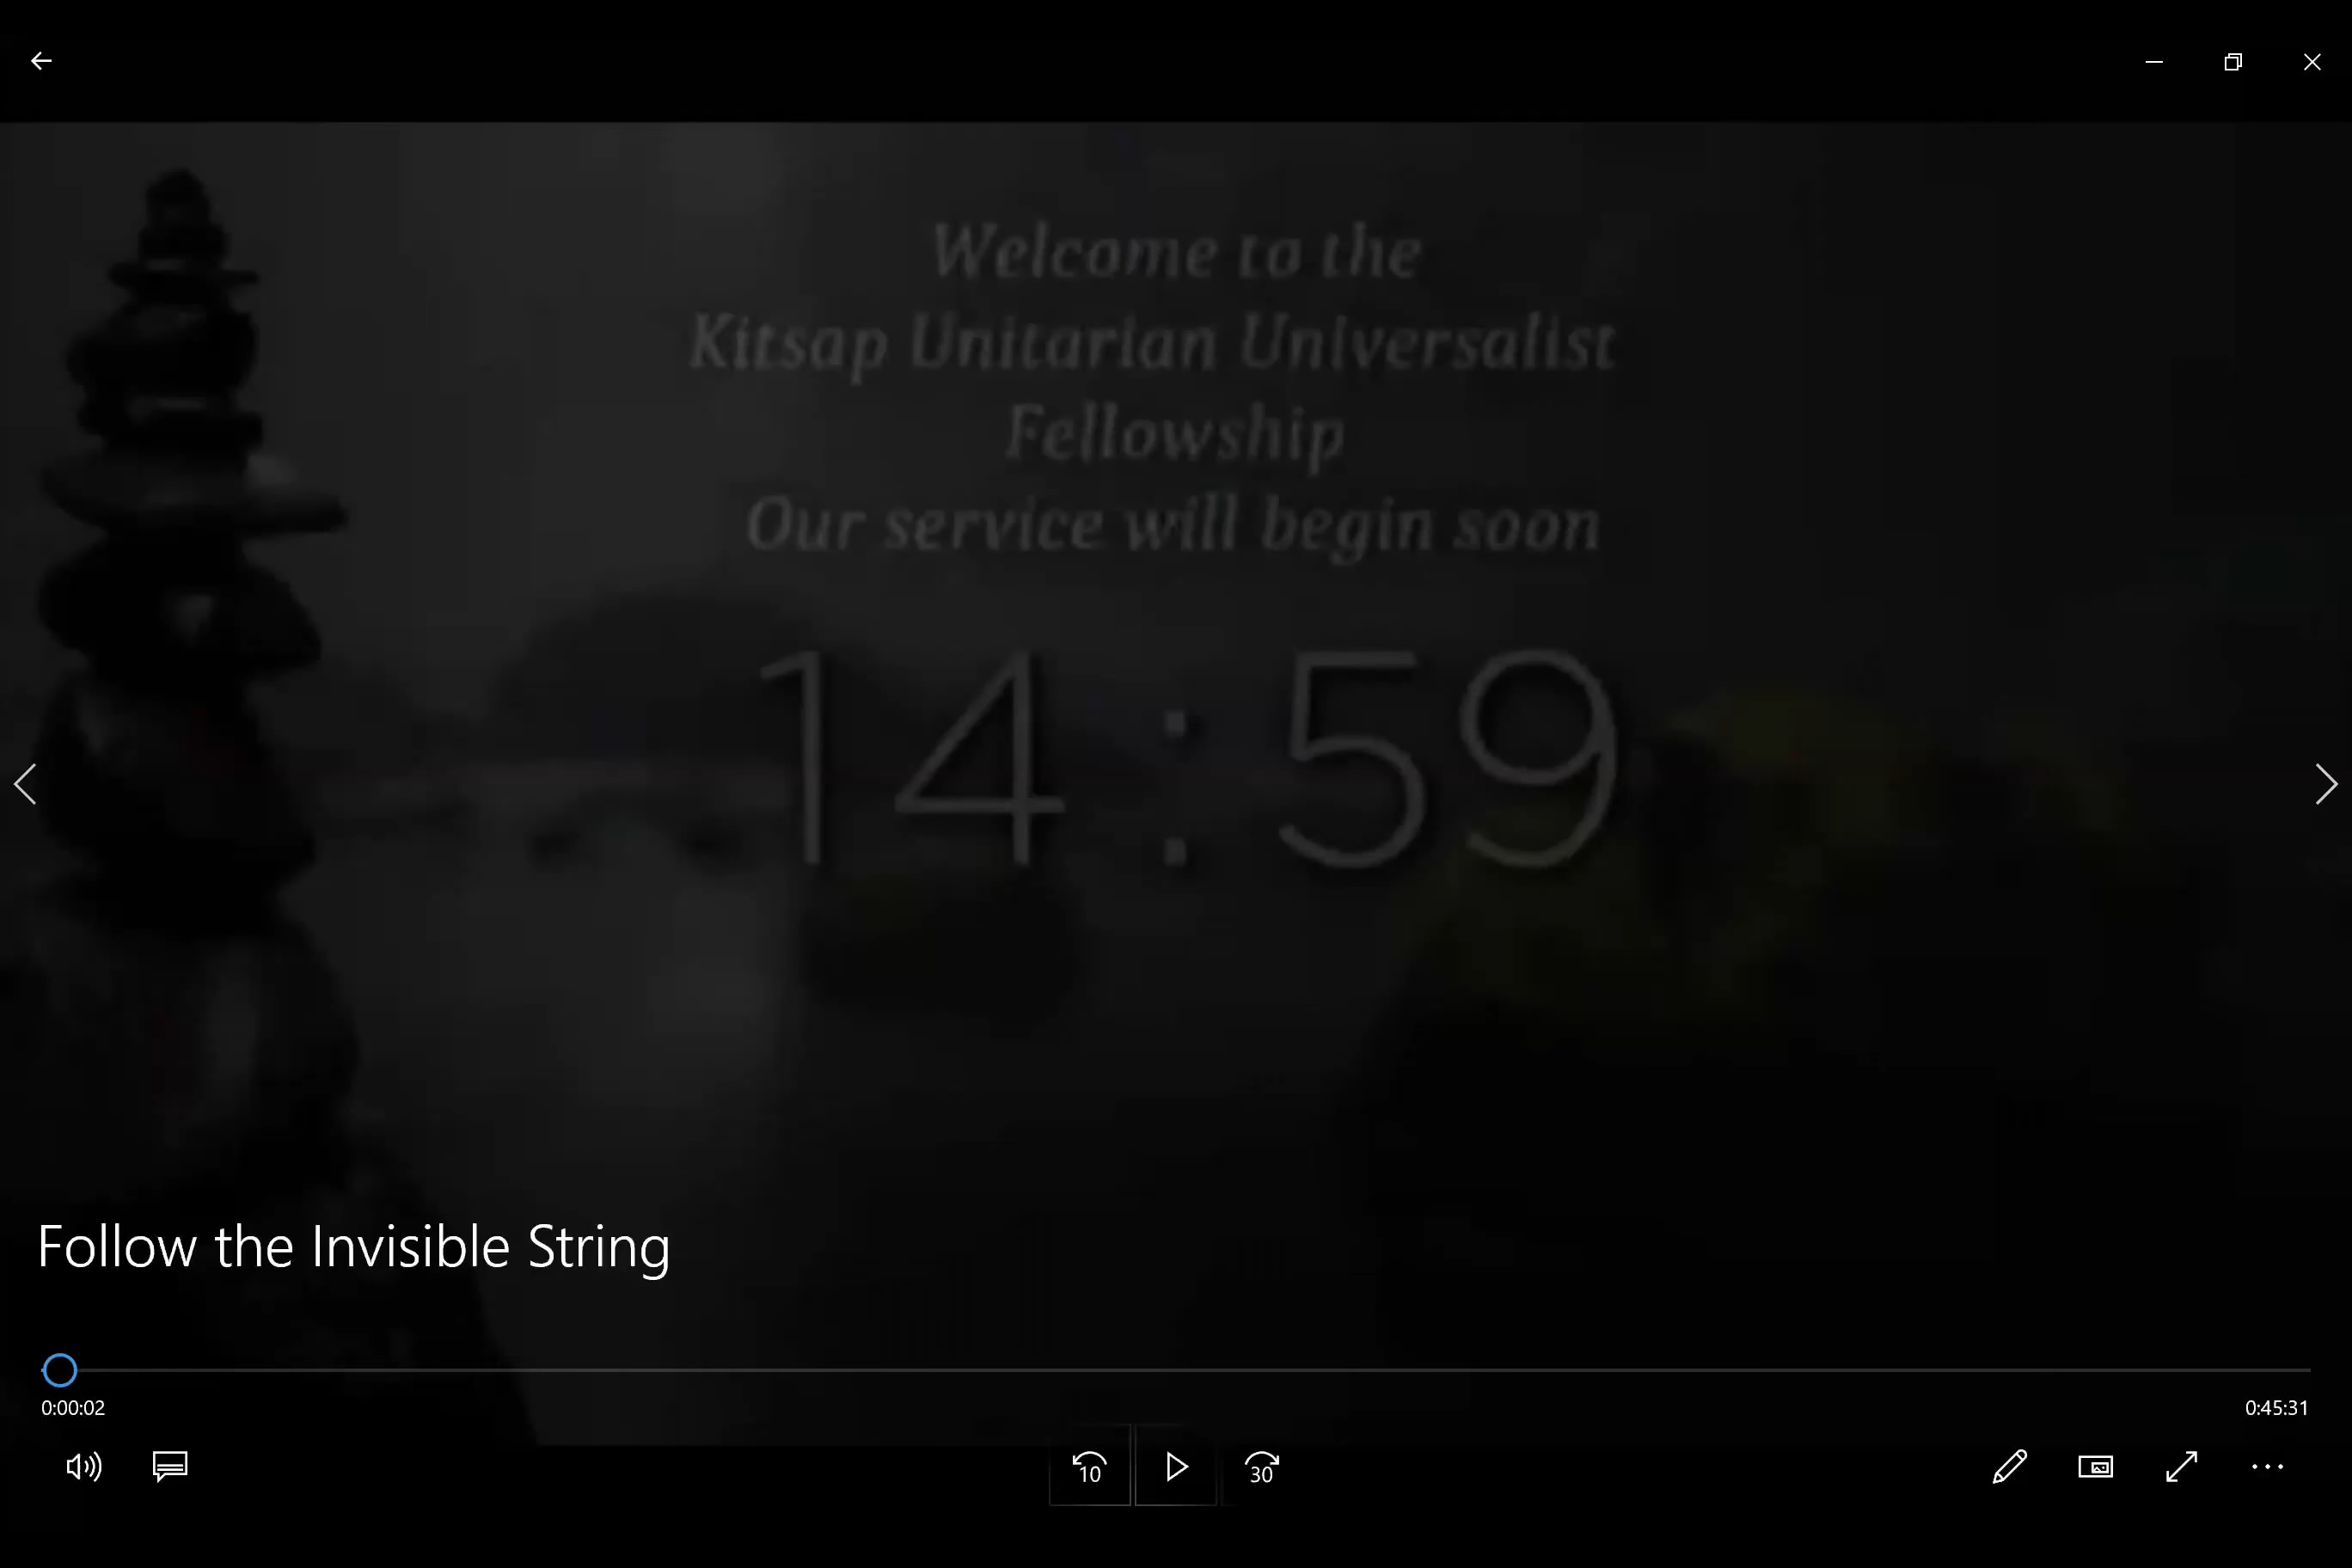 Welcome to the
Kitsap Unitarian Universalist
Fellowship
Our service will begin soon
14:59
Follow the Invisible String
0:00:02
0:45:31
10
30